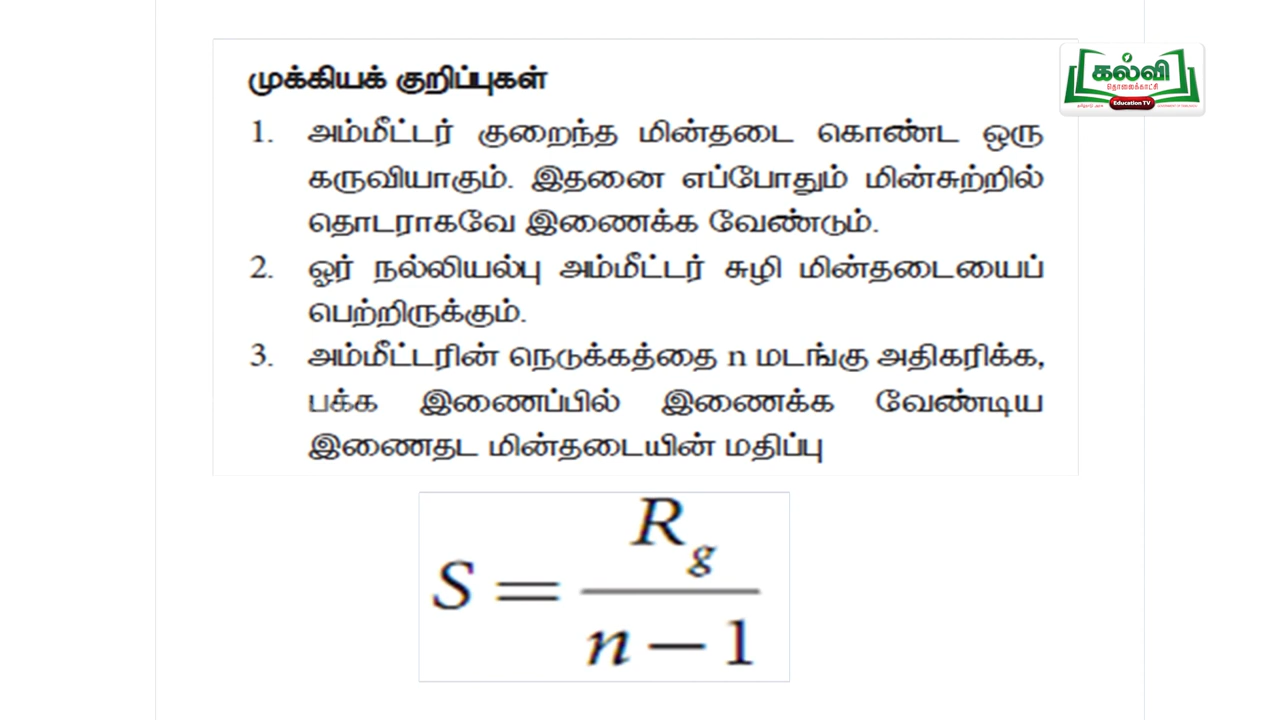 முக்கியக் குறிப்புகள்
கல்வி
தொலைக்காட்சி
Education TV
1. அம்மீட்டர் குறைந்த மின்தடை கொண்ட ஒரு
கருவியாகும். இதனை எப்போதும் மின்சுற்றில்
தொடராகவே இணைக்க வேண்டும்.
2. ஓர் நல்லியல்பு அம்மீட்டர் சுழி மின்தடையைப்
பெற்றிருக்கும்.
3. அம்மீட்டரின் நெடுக்கத்தை n மடங்கு அதிகரிக்க,
பக்க இணைப்பில் இணைக்க வேண்டிய
இணைதட மின்தடையின் மதிப்பு
S = R_g / (n − 1)